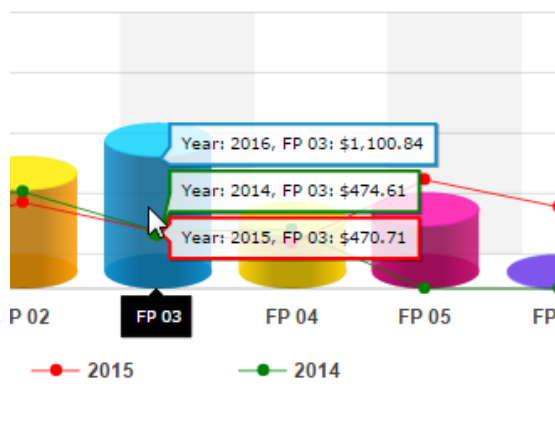 Year: 2016, FP 03: $1,100.84
Year: 2014, FP 03: $474.61
Year: 2015, FP 03: $470.71
P 02
FP 03
FP 04
FP 05
FP
2015
2014